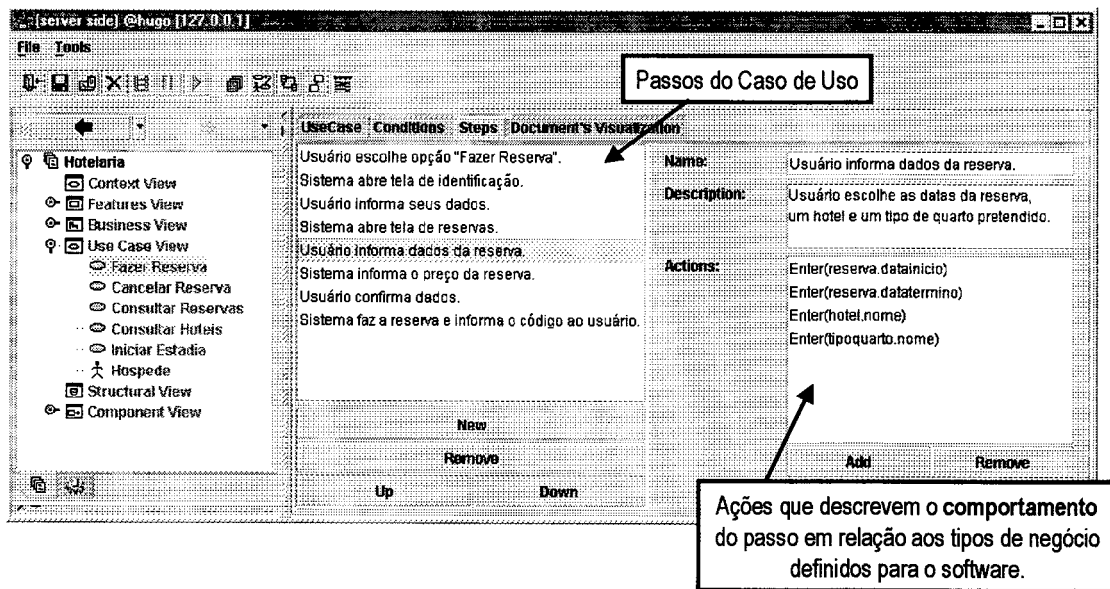 (server side) @hugo [127.0.0.1]
File Tools
Passos do Caso de Uso
UseCase Conditions Steps Document's Visualization
Hotelaria
Context View
Features View
Business View
Use Case View
Fazer Reserva
Cancelar Reserva
Consultar Reservas
Consultar Hoteis
Iniciar Estadia
Hospede
Structural View
Component View
Usuário escolhe opção "Fazer Reserva".
Sistema abre tela de identificação.
Usuário informa seus dados.
Sistema abre tela de reservas.
Usuário informa dados da reserva.
Sistema informa o preço da reserva.
Usuário confirma dados.
Sistema faz a reserva e informa o código ao usuário.
New
Remove
Up Down
Name: Usuário informa dados da reserva.
Description: Usuário escolhe as datas da reserva,
um hotel e um tipo de quarto pretendido.
Actions: Enter(reserva.datainicio)
Enter(reserva.datatermino)
Enter(hotel.nome)
Enter(tipoquarto.nome)
Add Remove
Ações que descrevem o comportamento
do passo em relação aos tipos de negócio
definidos para o software.